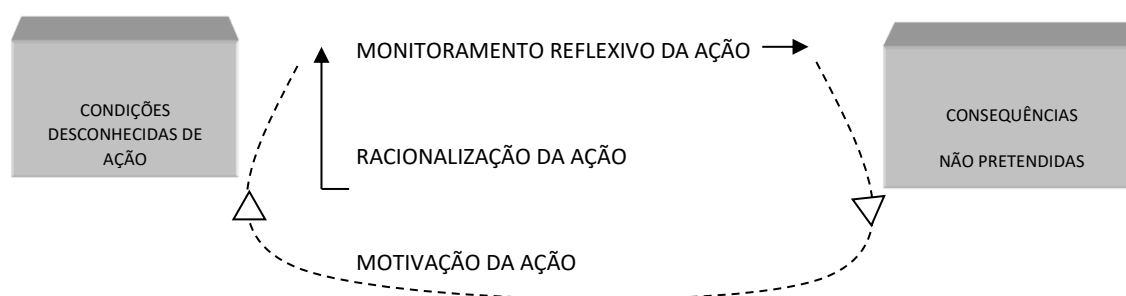 CONDIÇÕES
DESCONHECIDAS DE
AÇÃO
MONITORAMENTO REFLEXIVO DA AÇÃO
RACIONALIZAÇÃO DA AÇÃO
MOTIVAÇÃO DA AÇÃO
CONSEQUÊNCIAS
NÃO PRETENDIDAS